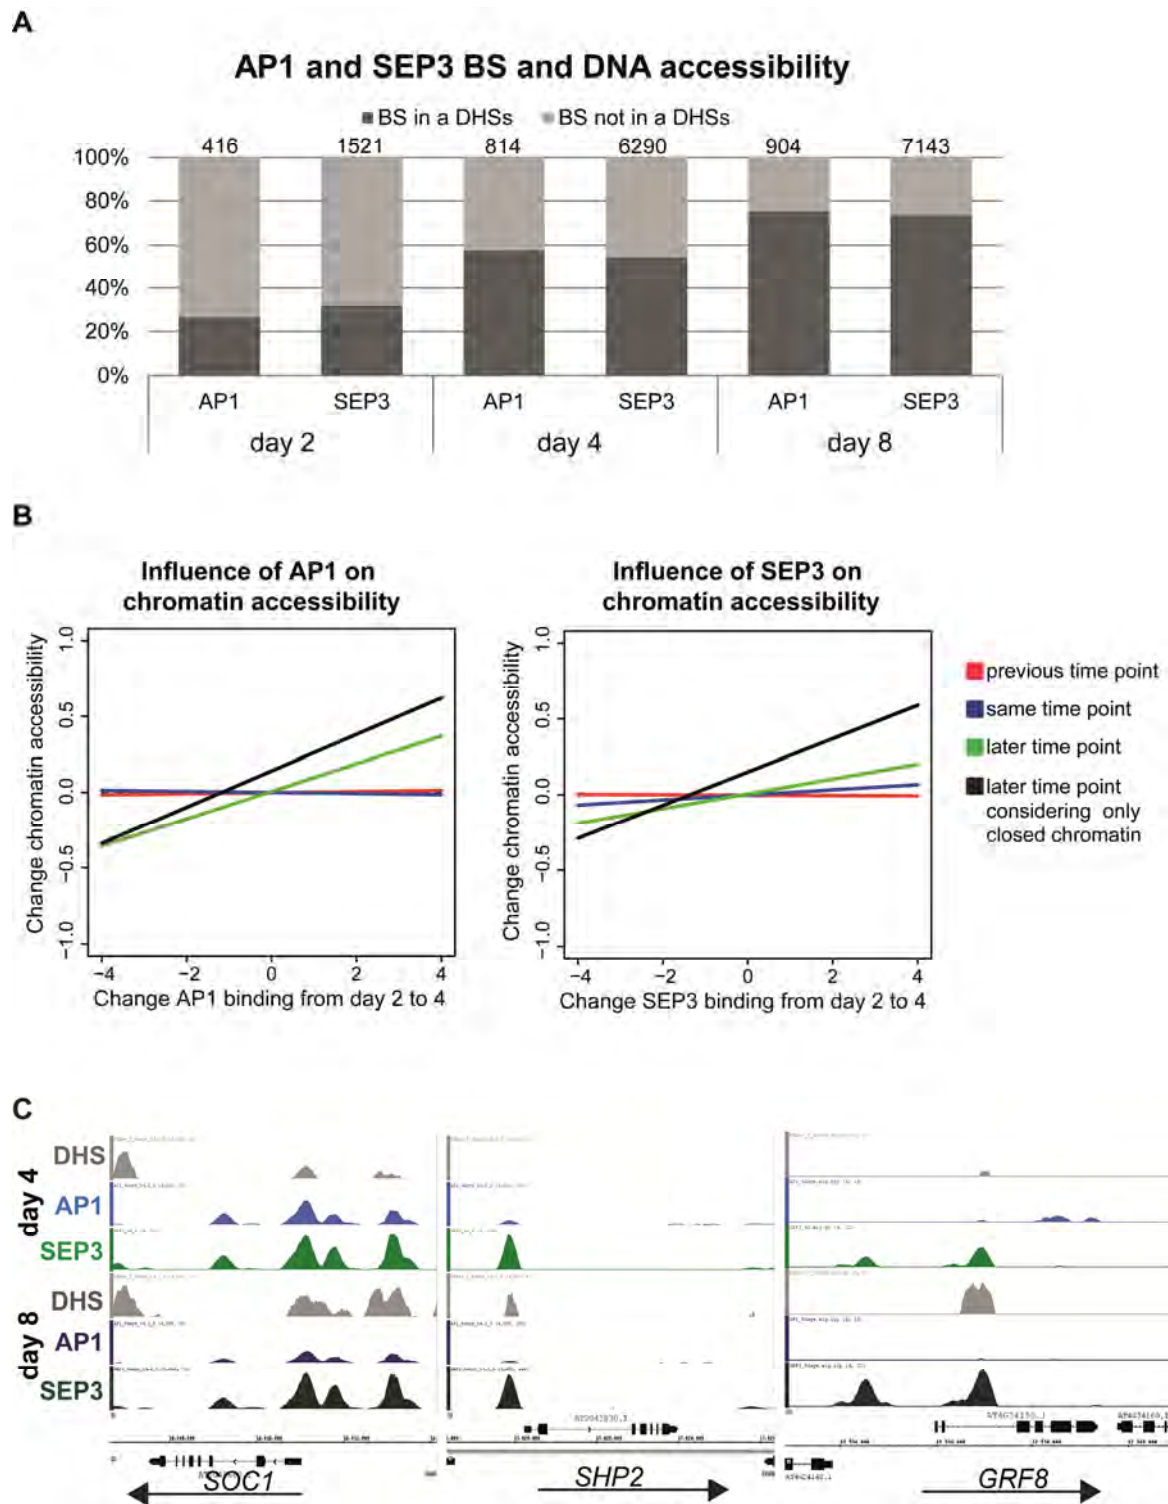 A
AP1 and SEP3 BS and DNA accessibility
BS in a DHSs BS not in a DHSs
416 1521 814 6290 904 7143
100%
80%
60%
40%
20%
0%
AP1 SEP3 AP1 SEP3 AP1 SEP3
day 2 day 4 day 8
B
Influence of AP1 on
chromatin accessibility
Change chromatin accessibility
1.0
0.5
0.0
−0.5
−1.0
−4 −2 0 2 4
Change AP1 binding from day 2 to 4
Influence of SEP3 on
chromatin accessibility
Change chromatin accessibility
1.0
0.5
0.0
−0.5
−1.0
−4 −2 0 2 4
Change SEP3 binding from day 2 to 4
previous time point
same time point
later time point
later time point
considering only
closed chromatin
C
day 4
DHS
AP1
SEP3
day 8
DHS
AP1
SEP3
SOC1 SHP2 GRF8